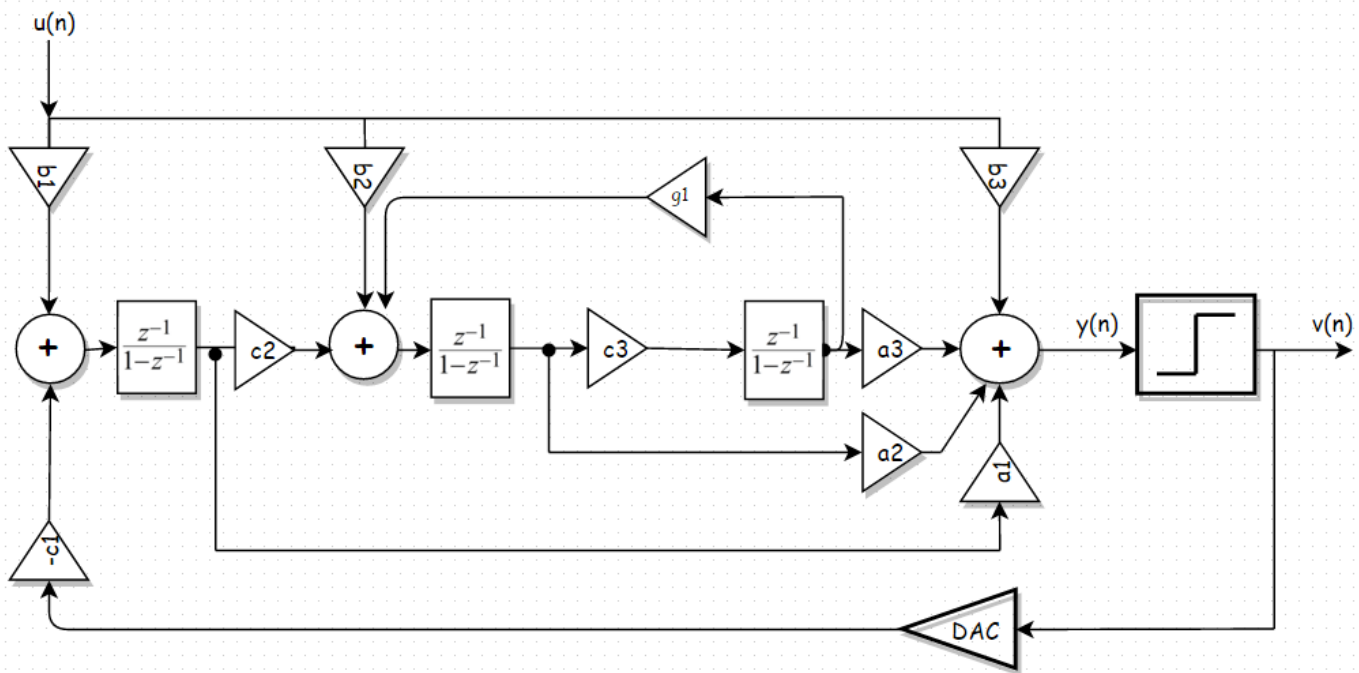 u(n)
b1
b2
b3
g1
+
z⁻¹
1−z⁻¹
c2
+
z⁻¹
1−z⁻¹
c3
z⁻¹
1−z⁻¹
a3
+
y(n)
v(n)
a2
a1
-c1
DAC